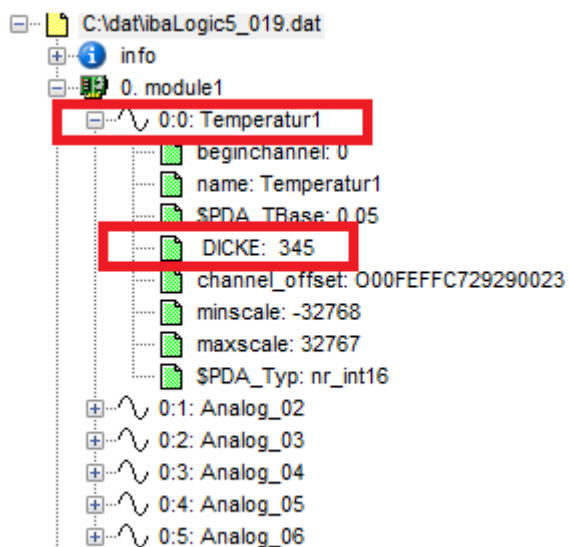 C:\dat\ibaLogic5_019.dat
info
0. module1
0:0: Temperatur1
beginchannel: 0
name: Temperatur1
$PDA_TBase: 0.05
DICKE: 345
channel_offset: O00FEFFC729290023
minscale: -32768
maxscale: 32767
$PDA_Typ: nr_int16
0:1: Analog_02
0:2: Analog_03
0:3: Analog_04
0:4: Analog_05
0:5: Analog_06